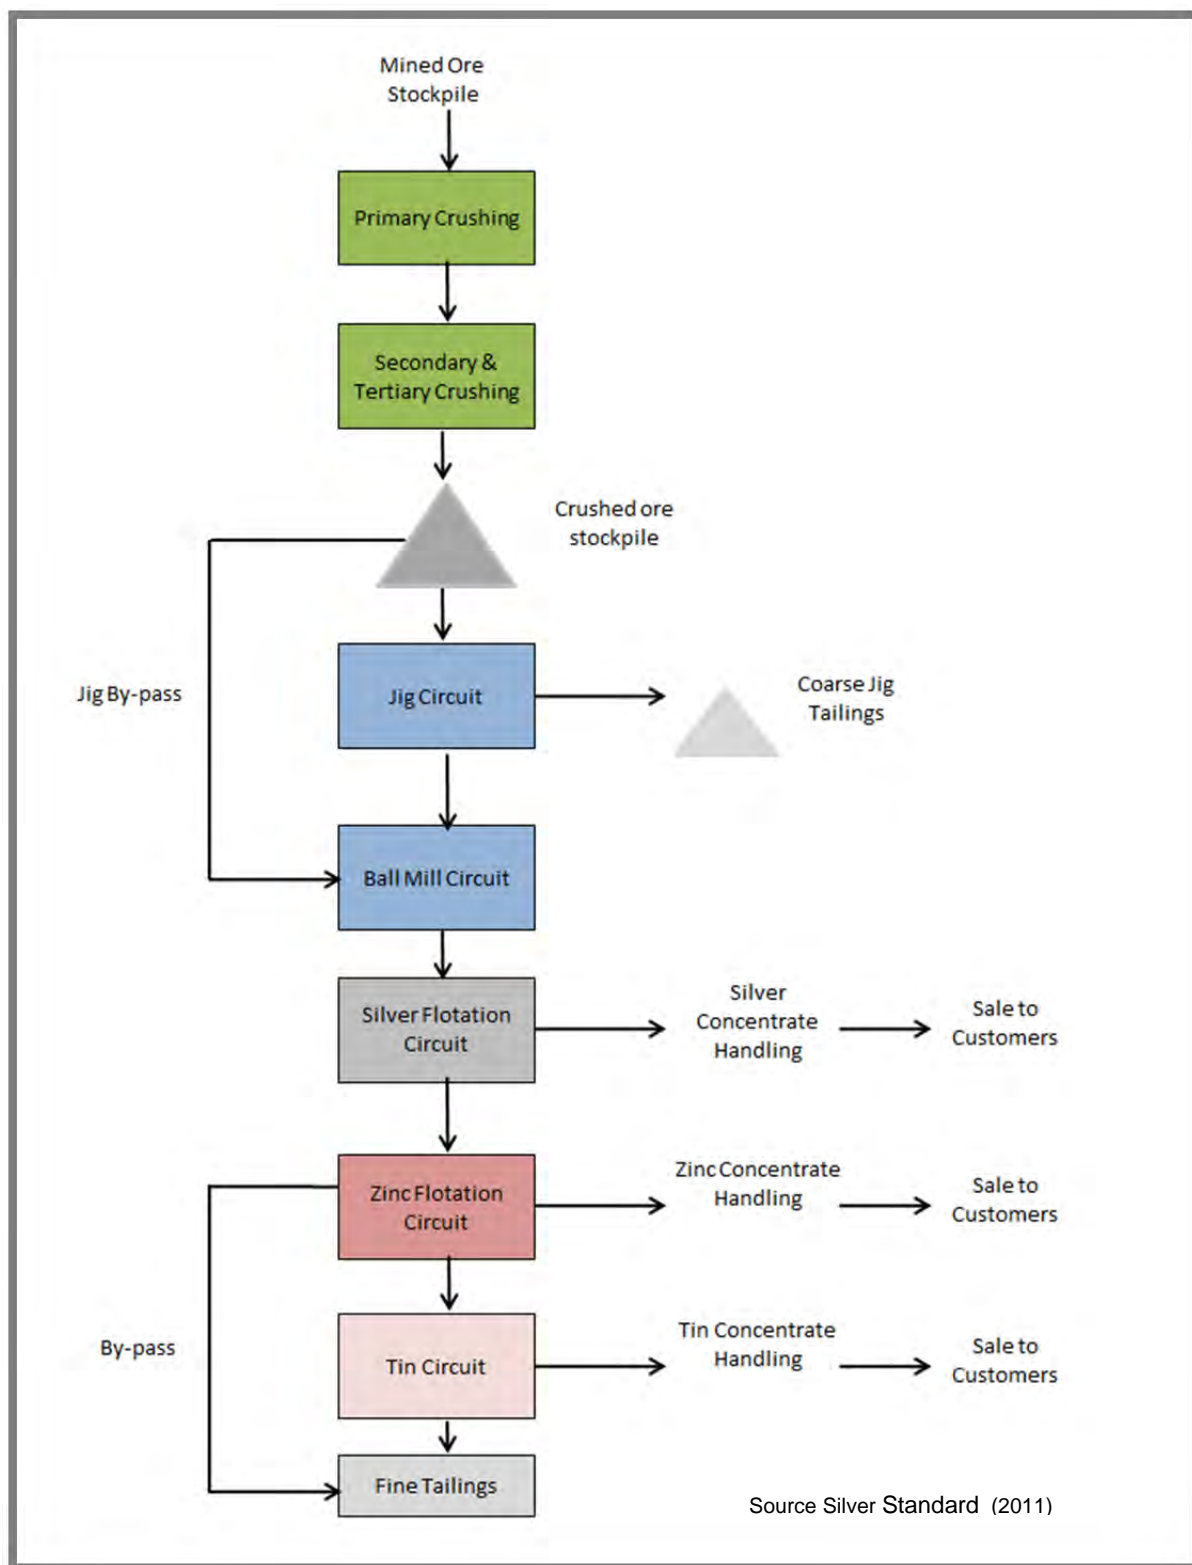 Mined Ore
Stockpile
Primary Crushing
Secondary &
Tertiary Crushing
Crushed ore
stockpile
Jig By-pass
Jig Circuit
Coarse Jig
Tailings
Ball Mill Circuit
Silver Flotation
Circuit
Silver
Concentrate
Handling
Sale to
Customers
Zinc Flotation
Circuit
Zinc Concentrate
Handling
Sale to
Customers
By-pass
Tin Circuit
Tin Concentrate
Handling
Sale to
Customers
Fine Tailings
Source Silver Standard (2011)